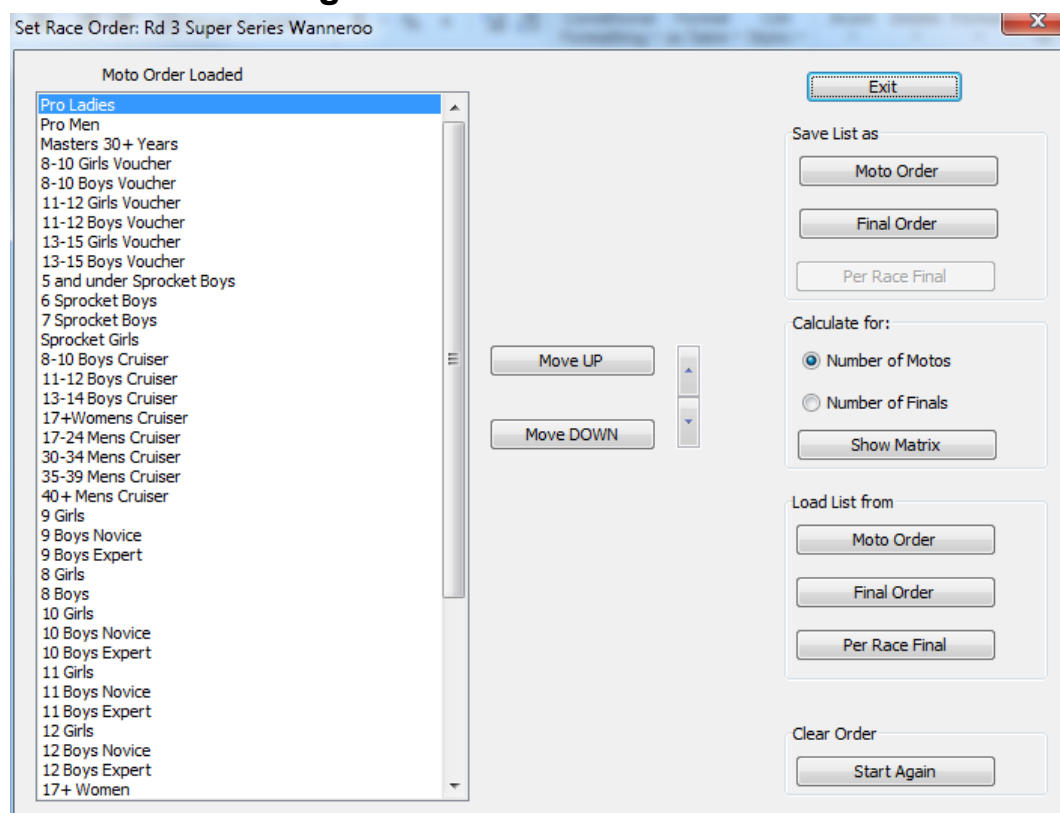 Set Race Order: Rd 3 Super Series Wanneroo
Moto Order Loaded
Pro Ladies
Pro Men
Masters 30+ Years
8-10 Girls Voucher
8-10 Boys Voucher
11-12 Girls Voucher
11-12 Boys Voucher
13-15 Girls Voucher
13-15 Boys Voucher
5 and under Sprocket Boys
6 Sprocket Boys
7 Sprocket Boys
Sprocket Girls
8-10 Boys Cruiser
11-12 Boys Cruiser
13-14 Boys Cruiser
17+Womens Cruiser
17-24 Mens Cruiser
30-34 Mens Cruiser
35-39 Mens Cruiser
40+ Mens Cruiser
9 Girls
9 Boys Novice
9 Boys Expert
8 Girls
8 Boys
10 Girls
10 Boys Novice
10 Boys Expert
11 Girls
11 Boys Novice
11 Boys Expert
12 Girls
12 Boys Novice
12 Boys Expert
17+ Women
Move UP
Move DOWN
Exit
Save List as
Moto Order
Final Order
Per Race Final
Calculate for:
Number of Motos
Number of Finals
Show Matrix
Load List from
Moto Order
Final Order
Per Race Final
Clear Order
Start Again